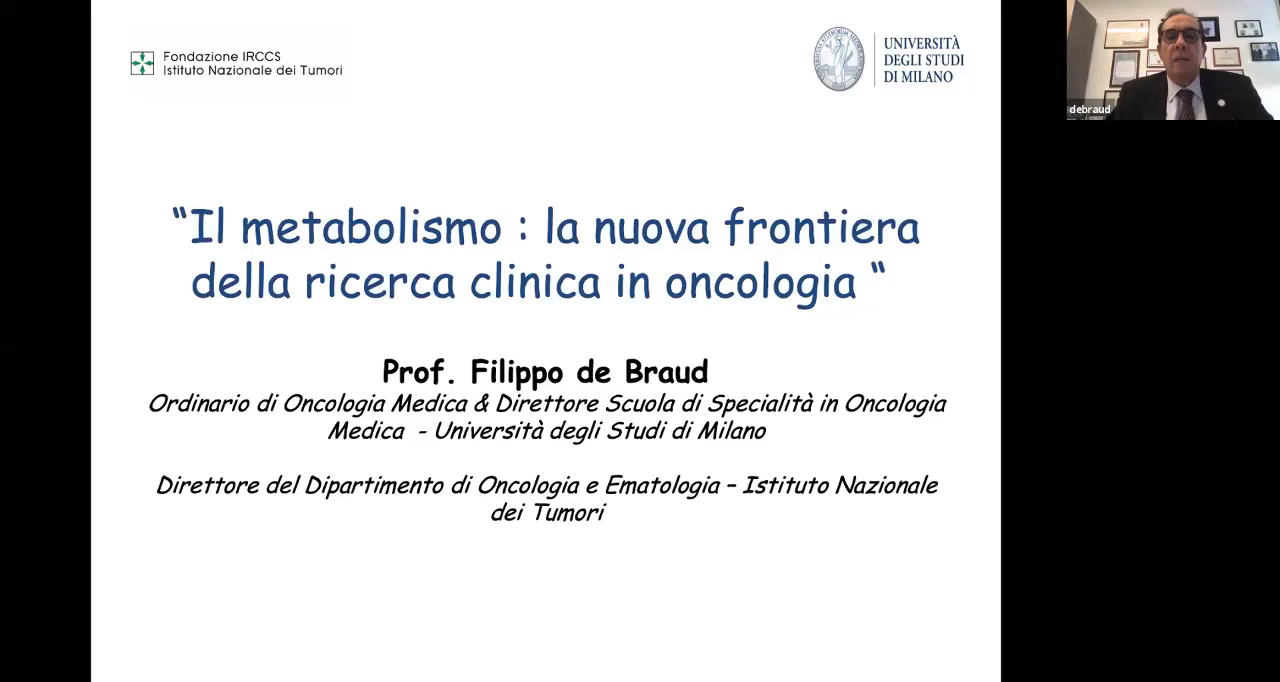 Fondazione IRCCS
Istituto Nazionale dei Tumori
UNIVERSITÀ
DEGLI STUDI
DI MILANO
debraud
“Il metabolismo : la nuova frontiera
della ricerca clinica in oncologia “
Prof. Filippo de Braud
Ordinario di Oncologia Medica & Direttore Scuola di Specialità in Oncologia
Medica - Università degli Studi di Milano
Direttore del Dipartimento di Oncologia e Ematologia – Istituto Nazionale
dei Tumori